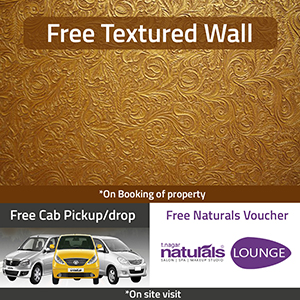 Free Textured Wall
*On Booking of property
Free Cab Pickup/drop
Free Naturals Voucher
t.nagar
naturals
SALON | SPA | MAKEUP STUDIO
LOUNGE
*On site visit